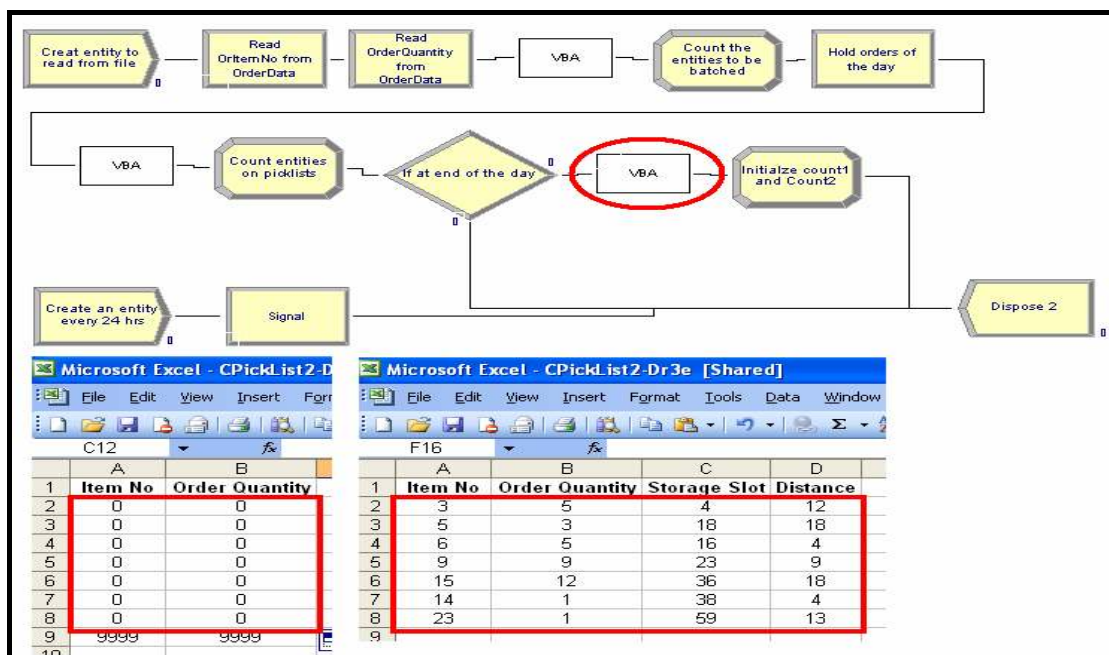 Creat entity to
read from file
Read
OrItemNo from
OrderData
Read
OrderQuantity
from
OrderData
VBA
Count the
entities to be
batched
Hold orders of
the day
VBA
Count entities
on picklists
If at end of the day
VBA
Initialze count1
and Count2
Create an entity
every 24 hrs
Signal
Dispose 2
Microsoft Excel - CPickList2-D
File Edit View Insert
C12 fx
A B
1 Item No Order Quantity
2 0 0
3 0 0
4 0 0
5 0 0
6 0 0
7 0 0
8 0 0
9 9999 9999
10
Microsoft Excel - CPickList2-Dr3e [Shared]
File Edit View Insert Format Tools Data Window
F16 fx
A B C D
1 Item No Order Quantity Storage Slot Distance
2 3 5 4 12
3 5 3 18 18
4 6 5 16 4
5 9 9 23 9
6 15 12 36 18
7 14 1 38 4
8 23 1 59 13
9